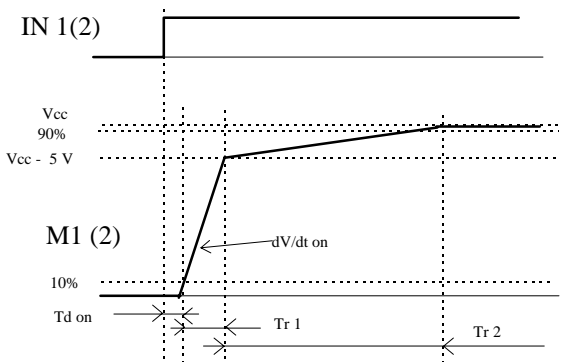 IN 1(2)
Vcc
90%
Vcc - 5 V
M1 (2)
dV/dt on
10%
Td on
Tr 1
Tr 2